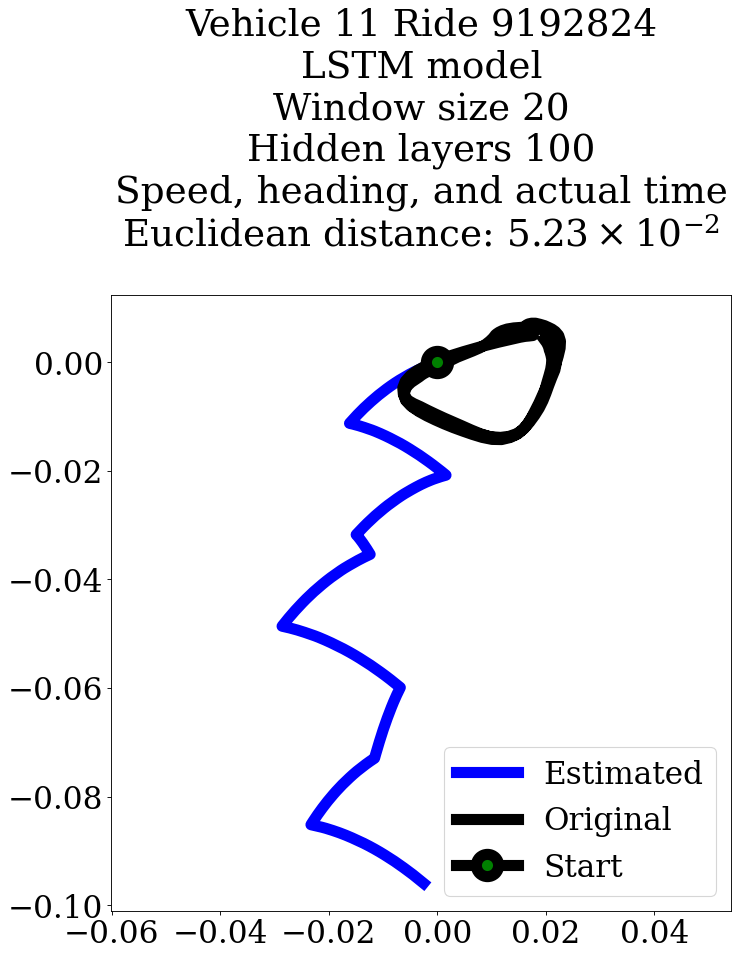 Vehicle 11 Ride 9192824
LSTM model
Window size 20
Hidden layers 100
Speed, heading, and actual time
Euclidean distance: 5.23 × 10⁻²
0.00
−0.02
−0.04
−0.06
−0.08
−0.10
−0.06 −0.04 −0.02 0.00 0.02 0.04
Estimated
Original
Start